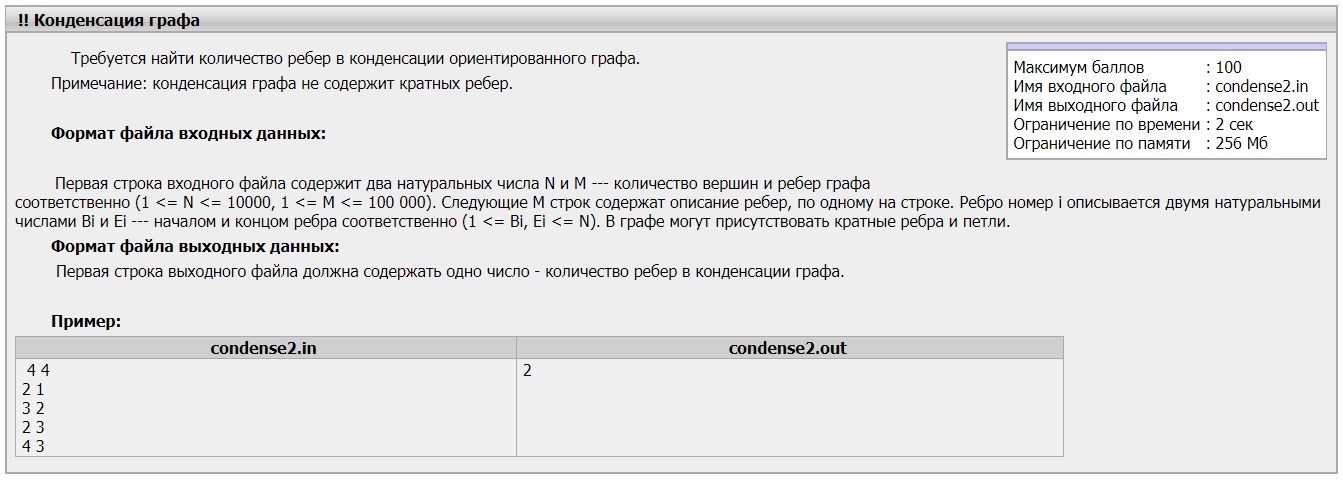 !! Конденсация графа
Требуется найти количество ребер в конденсации ориентированного графа.
Примечание: конденсация графа не содержит кратных ребер.
Максимум баллов : 100
Имя входного файла : condense2.in
Имя выходного файла : condense2.out
Ограничение по времени : 2 сек
Ограничение по памяти : 256 Мб
Формат файла входных данных:
Первая строка входного файла содержит два натуральных числа N и M --- количество вершин и ребер графа
соответственно (1 <= N <= 10000, 1 <= M <= 100 000). Следующие M строк содержат описание ребер, по одному на строке. Ребро номер i описывается двумя натуральными
числами Bi и Ei --- началом и концом ребра соответственно (1 <= Bi, Ei <= N). В графе могут присутствовать кратные ребра и петли.
Формат файла выходных данных:
Первая строка выходного файла должна содержать одно число - количество ребер в конденсации графа.
Пример:
condense2.in condense2.out
4 4 2
2 1
3 2
2 3
4 3